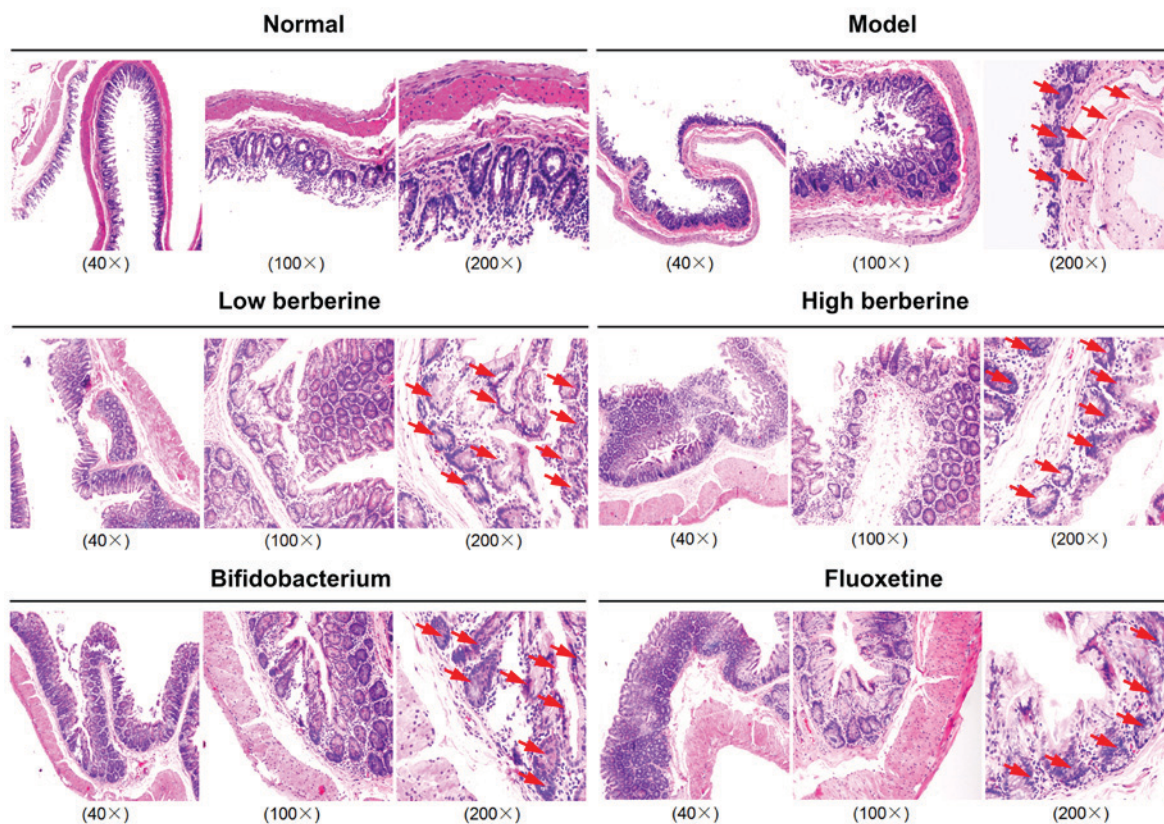 Normal Model
(40×) (100×) (200×) (40×) (100×) (200×)
Low berberine High berberine
(40×) (100×) (200×) (40×) (100×) (200×)
Bifidobacterium Fluoxetine
(40×) (100×) (200×) (40×) (100×) (200×)